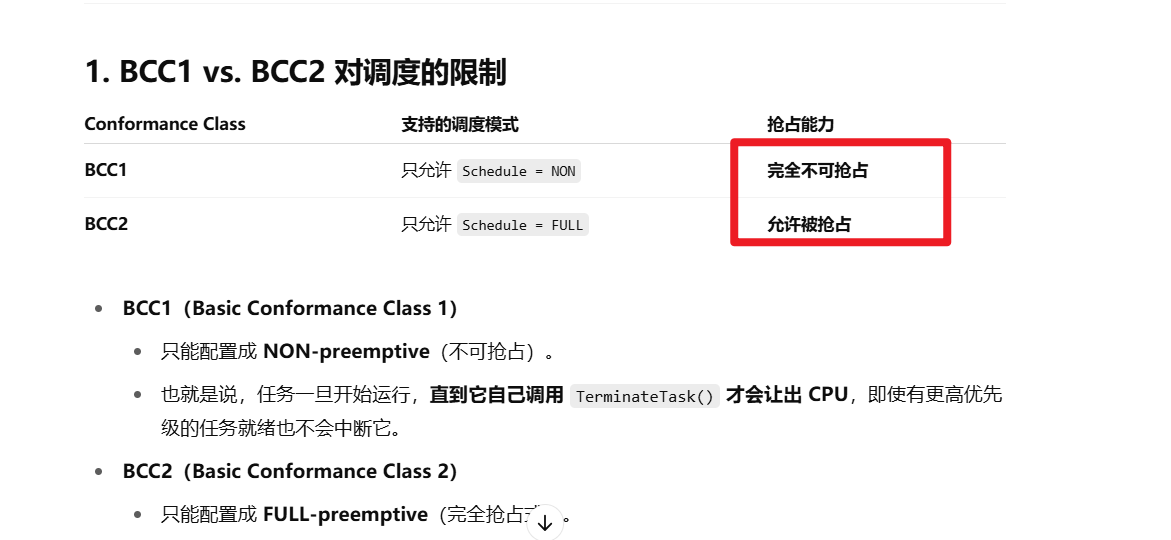 1. BCC1 vs. BCC2 对调度的限制
Conformance Class 支持的调度模式 抢占能力
BCC1 只允许 Schedule = NON 完全不可抢占
BCC2 只允许 Schedule = FULL 允许被抢占
BCC1（Basic Conformance Class 1）
只能配置成 NON-preemptive（不可抢占）。
也就是说，任务一旦开始运行，直到它自己调用 TerminateTask() 才会让出 CPU，即使有更高优先
级的任务就绪也不会中断它。
BCC2（Basic Conformance Class 2）
只能配置成 FULL-preemptive（完全抢占 。